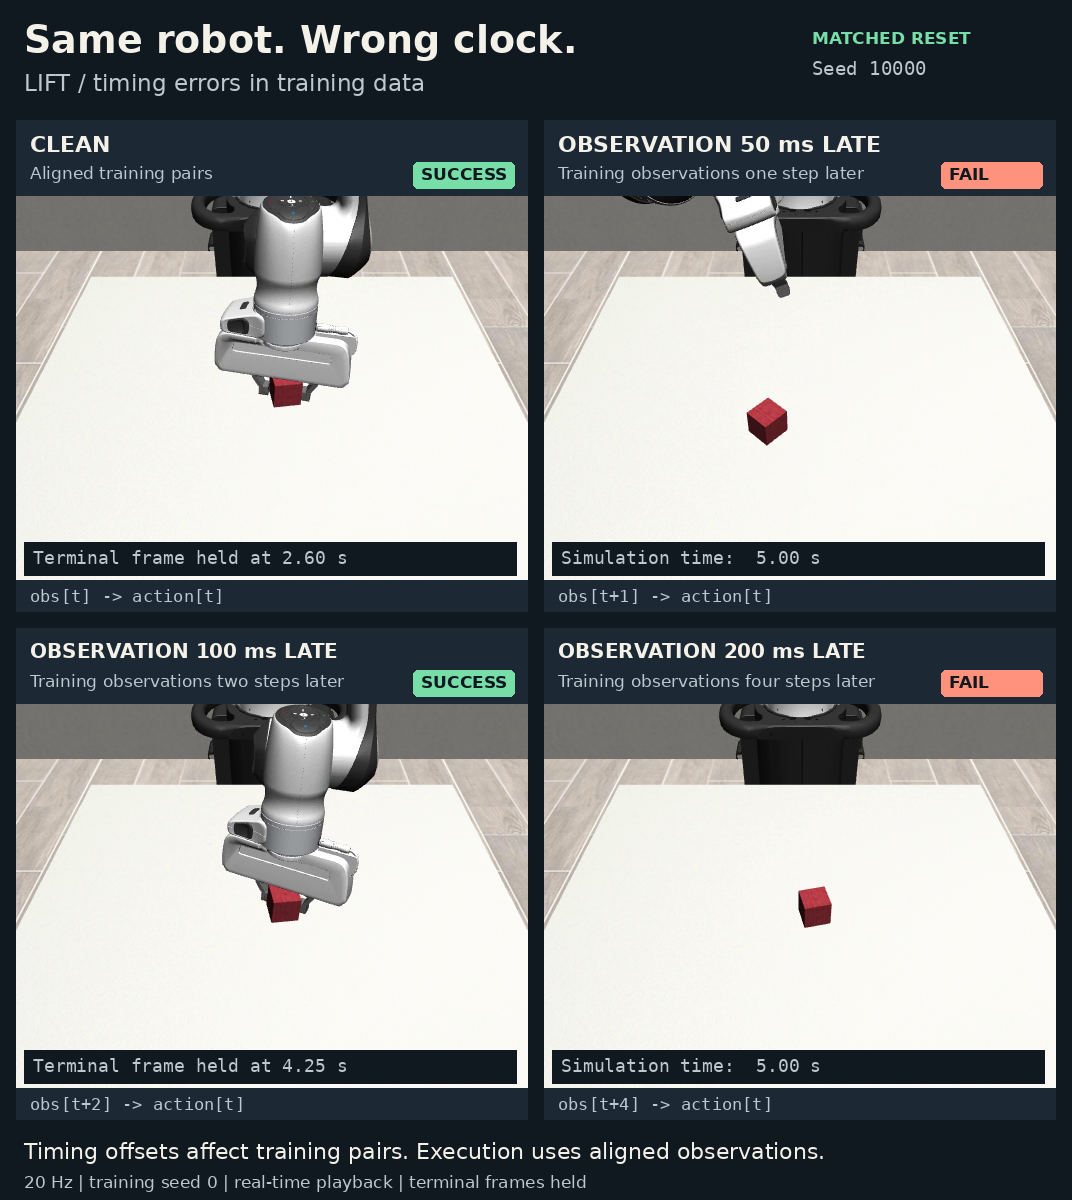 Same robot. Wrong clock.
LIFT / timing errors in training data
MATCHED RESET
Seed 10000
CLEAN
Aligned training pairs
SUCCESS
Terminal frame held at 2.60 s
obs[t] -> action[t]
OBSERVATION 50 ms LATE
Training observations one step later
FAIL
Simulation time:  5.00 s
obs[t+1] -> action[t]
OBSERVATION 100 ms LATE
Training observations two steps later
SUCCESS
Terminal frame held at 4.25 s
obs[t+2] -> action[t]
OBSERVATION 200 ms LATE
Training observations four steps later
FAIL
Simulation time:  5.00 s
obs[t+4] -> action[t]
Timing offsets affect training pairs. Execution uses aligned observations.
20 Hz | training seed 0 | real-time playback | terminal frames held